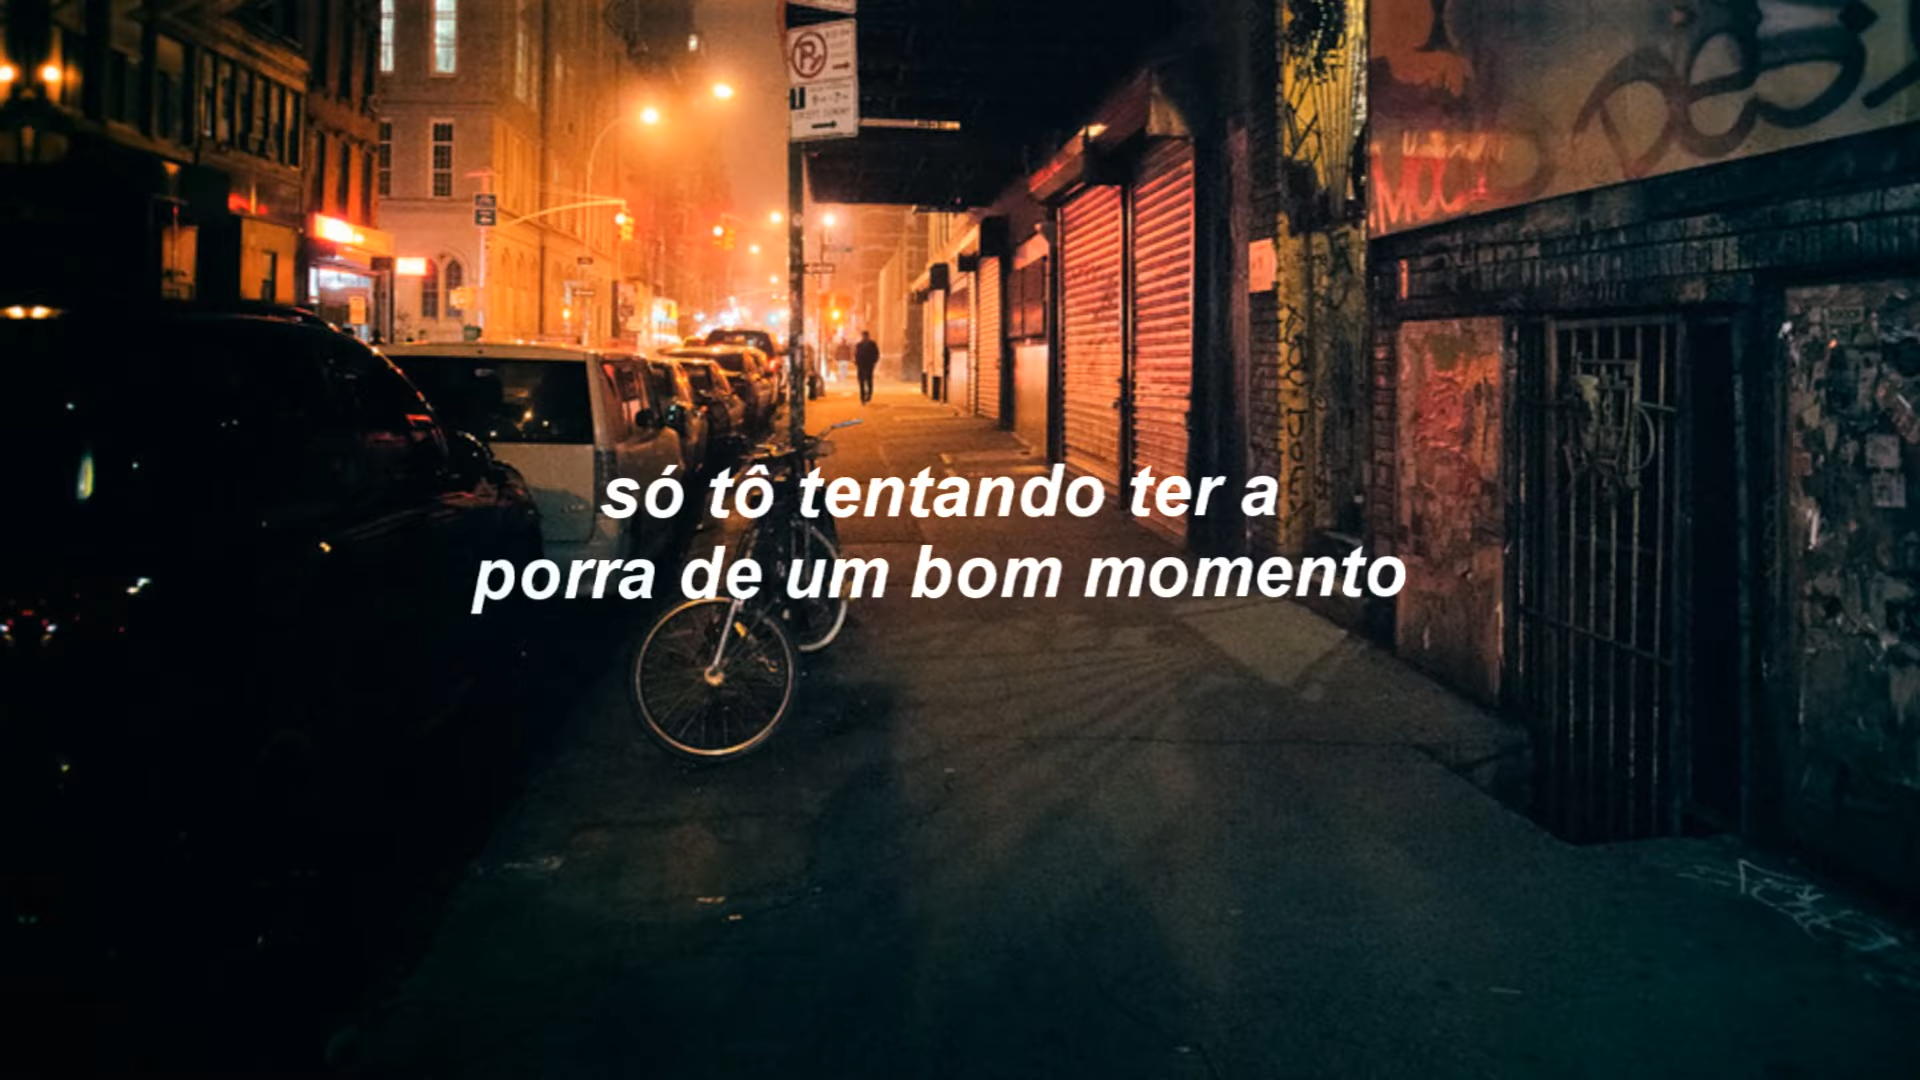 só tô tentando ter a
porra de um bom momento